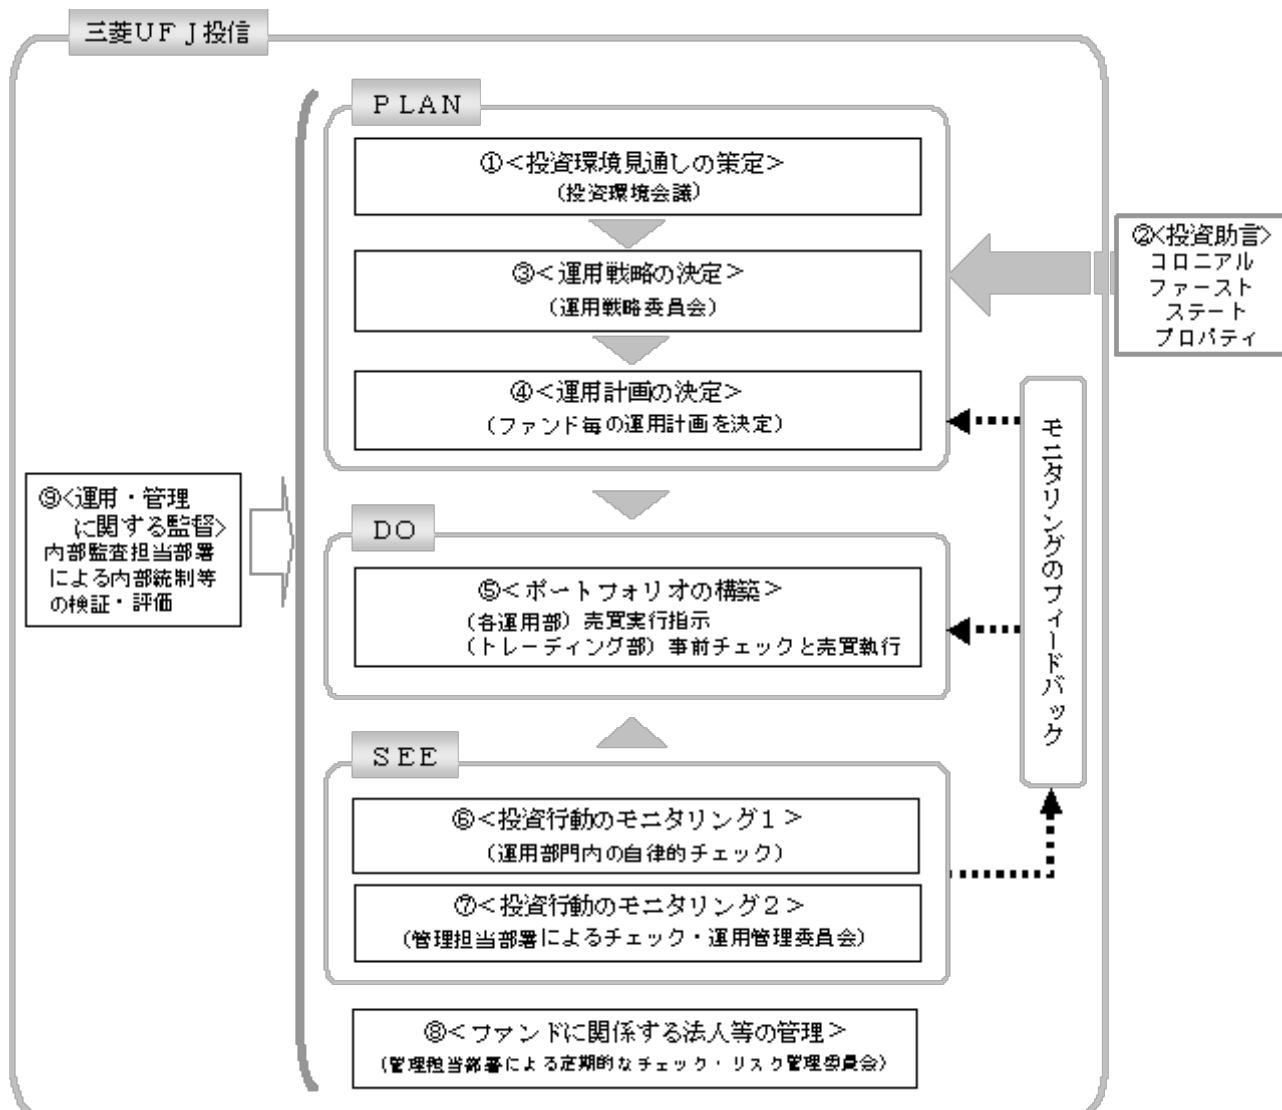 三菱UFJ投信
PLAN
①<投資環境見通しの策定>
(投資環境会議)
②<投資助言>
コロニアル
ファースト
ステート
プロパティ
③<運用戦略の決定>
(運用戦略委員会)
④<運用計画の決定>
(ファンド毎の運用計画を決定)
モニタリングのフィードバック
⑨<運用・管理
に関する監督>
内部監査担当部署
による内部統制等
の検証・評価
DO
⑤<ポートフォリオの構築>
(各運用部) 売買実行指示
(トレーディング部) 事前チェックと売買執行
SEE
⑥<投資行動のモニタリング1>
(運用部門内の自律的チェック)
⑦<投資行動のモニタリング2>
(管理担当部署によるチェック・運用管理委員会)
⑧<ファンドに関係する法人等の管理>
(管理担当部署による定期的なチェック・リスク管理委員会)